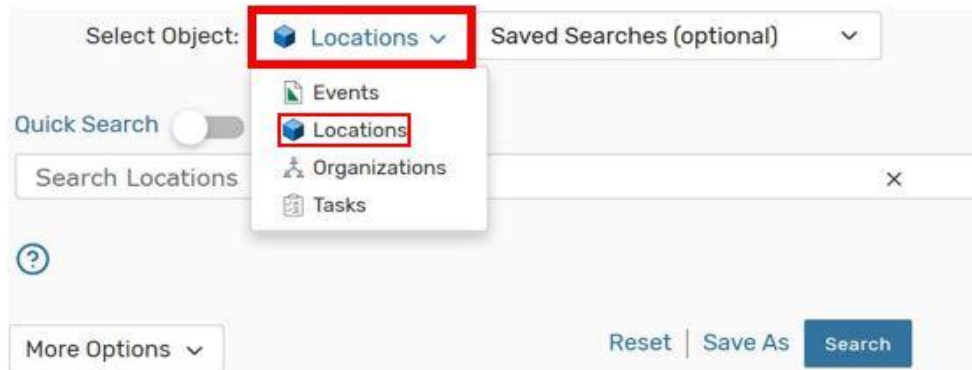 Select Object: Locations Saved Searches (optional)
Events
Quick Search
Locations
Search Locations
Organizations
Tasks
?
More Options
Reset | Save As Search